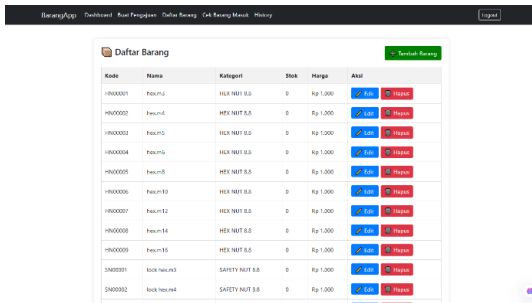 BarangApp Dashboard Buat Pengajuan Daftar Barang Cek Barang Masuk History Logout
Daftar Barang + Tambah Barang
Kode Nama Kategori Stok Harga Aksi
HN00001 hex.m3 HEX NUT 8.8 0 Rp 1.000 Edit Hapus
HN00002 hex.m4 HEX NUT 8.8 0 Rp 1.000 Edit Hapus
HN00003 hex.m5 HEX NUT 8.8 0 Rp 1.000 Edit Hapus
HN00004 hex.m6 HEX NUT 8.8 0 Rp 1.000 Edit Hapus
HN00005 hex.m8 HEX NUT 8.8 0 Rp 1.000 Edit Hapus
HN00006 hex.m10 HEX NUT 8.8 0 Rp 1.000 Edit Hapus
HN00007 hex.m12 HEX NUT 8.8 0 Rp 1.000 Edit Hapus
HN00008 hex.m14 HEX NUT 8.8 0 Rp 1.000 Edit Hapus
HN00009 hex.m16 HEX NUT 8.8 0 Rp 1.000 Edit Hapus
SN00001 lock hex.m3 SAFETY NUT 8.8 0 Rp 1.000 Edit Hapus
SN00002 lock hex.m4 SAFETY NUT 8.8 0 Rp 1.000 Edit Hapus